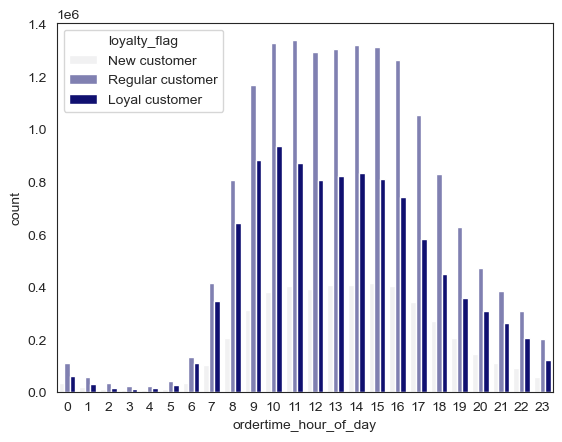 1e6
loyalty_flag
New customer
Regular customer
Loyal customer
1.4
1.2
1.0
0.8
0.6
0.4
0.2
0.0
count
0 1 2 3 4 5 6 7 8 9 10 11 12 13 14 15 16 17 18 19 20 21 22 23
ordertime_hour_of_day